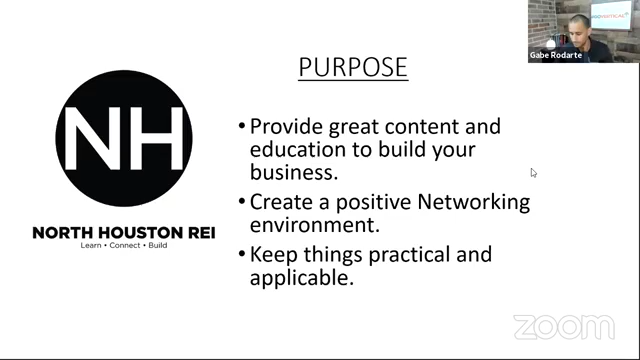 PURPOSE
Gabe Rodarte
NH
NORTH HOUSTON REI
Learn • Connect • Build
• Provide great content and
education to build your
business.
• Create a positive Networking
environment.
• Keep things practical and
applicable.
zoom